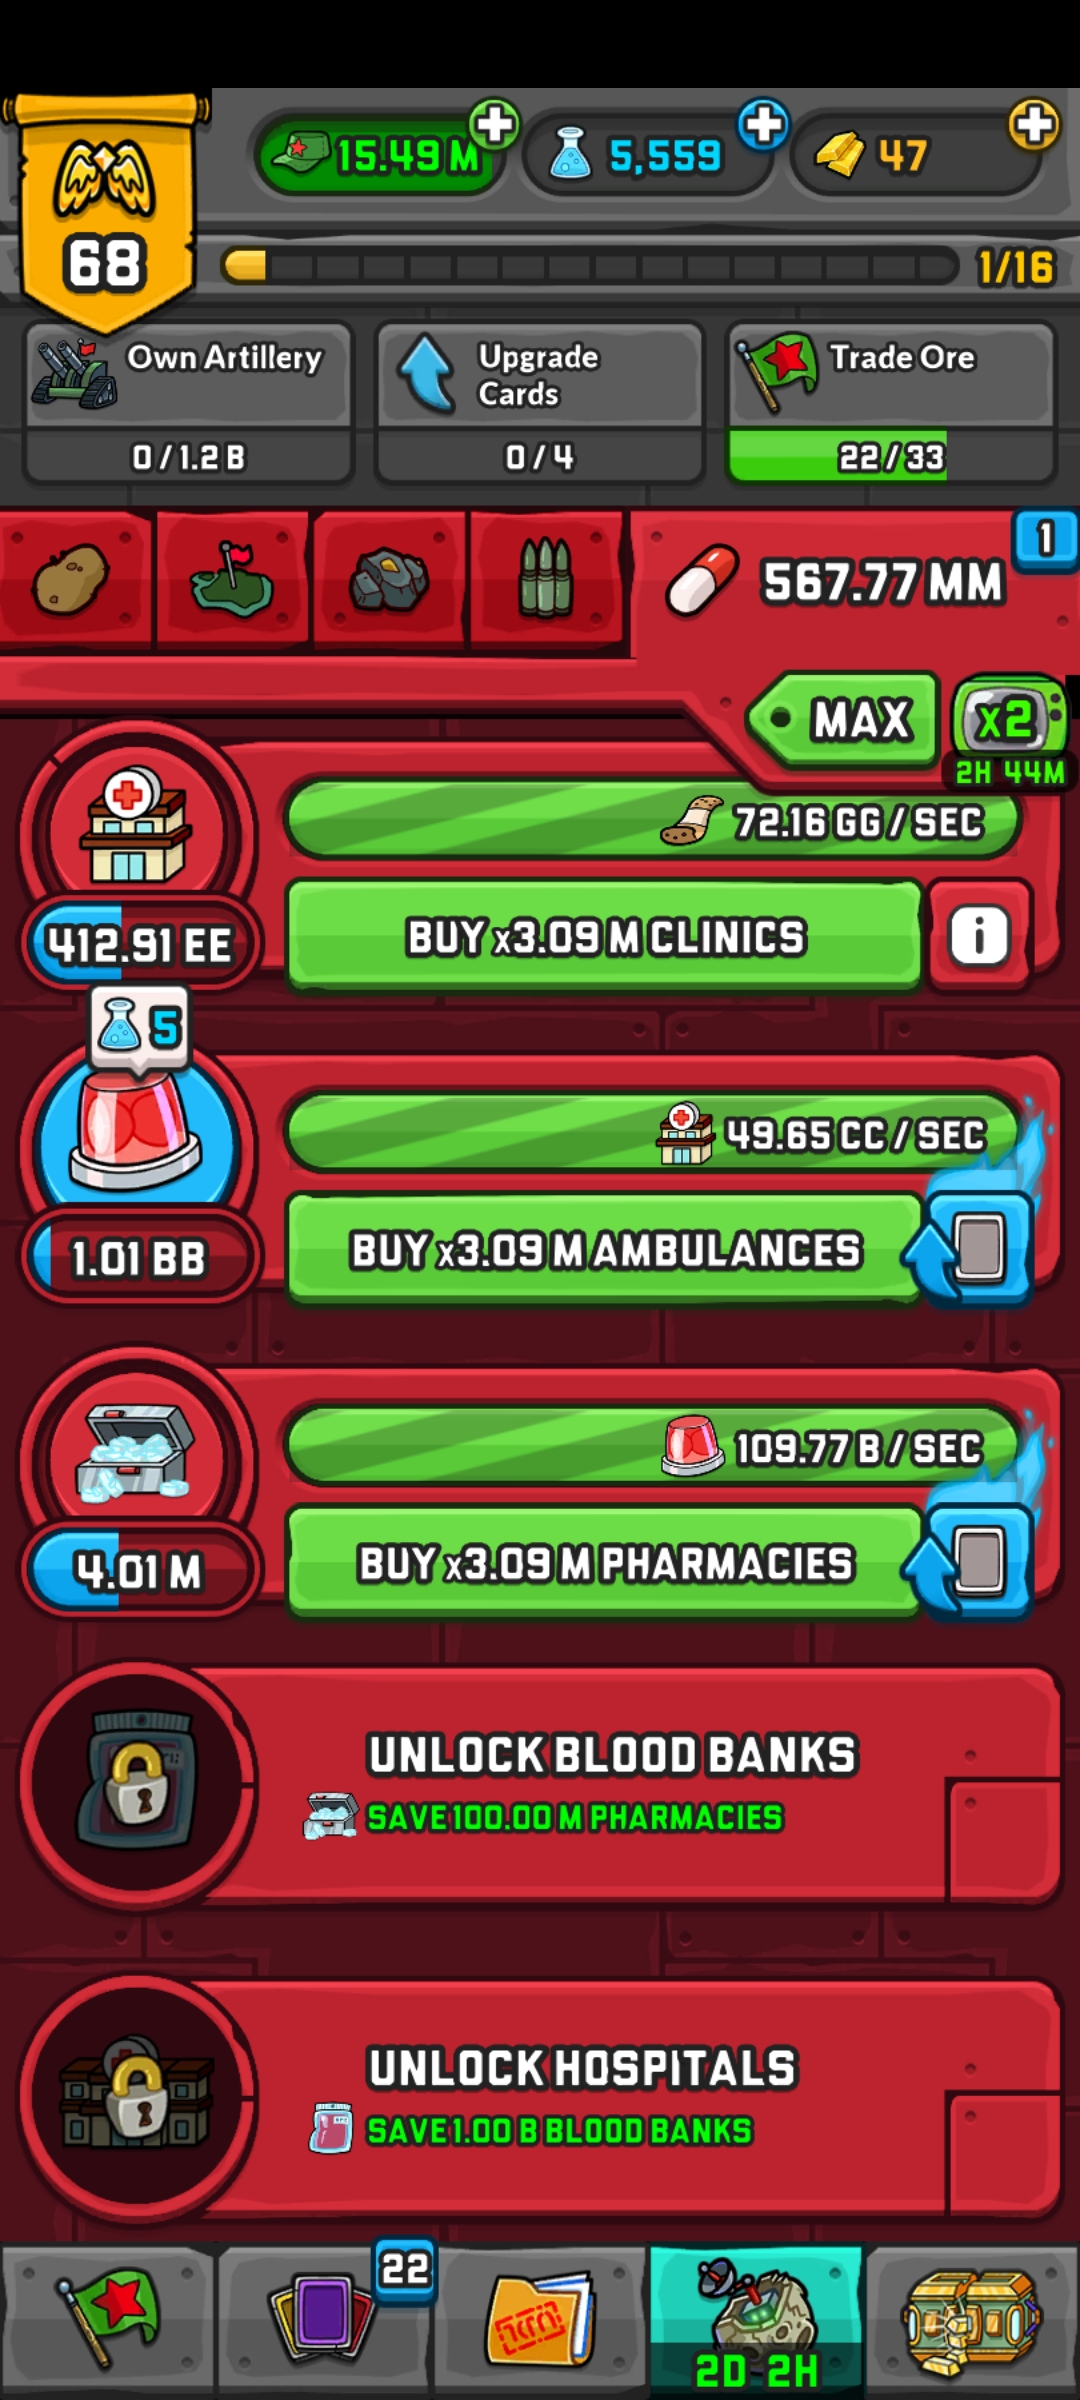 15.49 M
5,559
47
68
1/16
Own Artillery
0 / 1.2 B
Upgrade
Cards
0 / 4
Trade Ore
22 / 33
567.77 MM
1
MAX
x2
2H 44M
72.16 GG / SEC
412.91 EE
BUY x3.09 M CLINICS
i
5
49.65 CC / SEC
1.01 BB
BUY x3.09 M AMBULANCES
109.77 B / SEC
4.01 M
BUY x3.09 M PHARMACIES
UNLOCK BLOOD BANKS
SAVE 100.00 M PHARMACIES
UNLOCK HOSPITALS
SAVE 1.00 B BLOOD BANKS
22
2D 2H